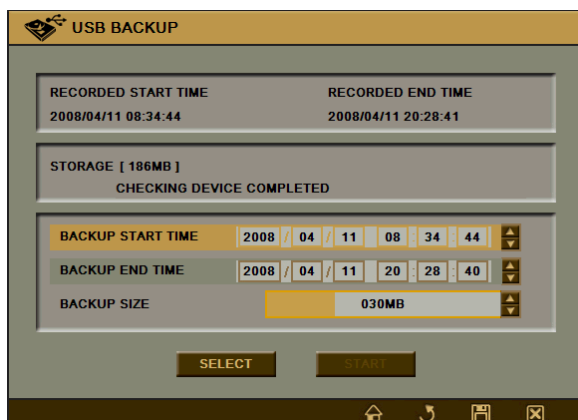 USB BACKUP
RECORDED START TIME RECORDED END TIME
2008/04/11 08:34:44 2008/04/11 20:28:41
STORAGE [ 186MB ]
CHECKING DEVICE COMPLETED
BACKUP START TIME 2008 / 04 / 11 08 : 34 : 44
BACKUP END TIME 2008 / 04 / 11 20 : 28 : 40
BACKUP SIZE 030MB
SELECT START